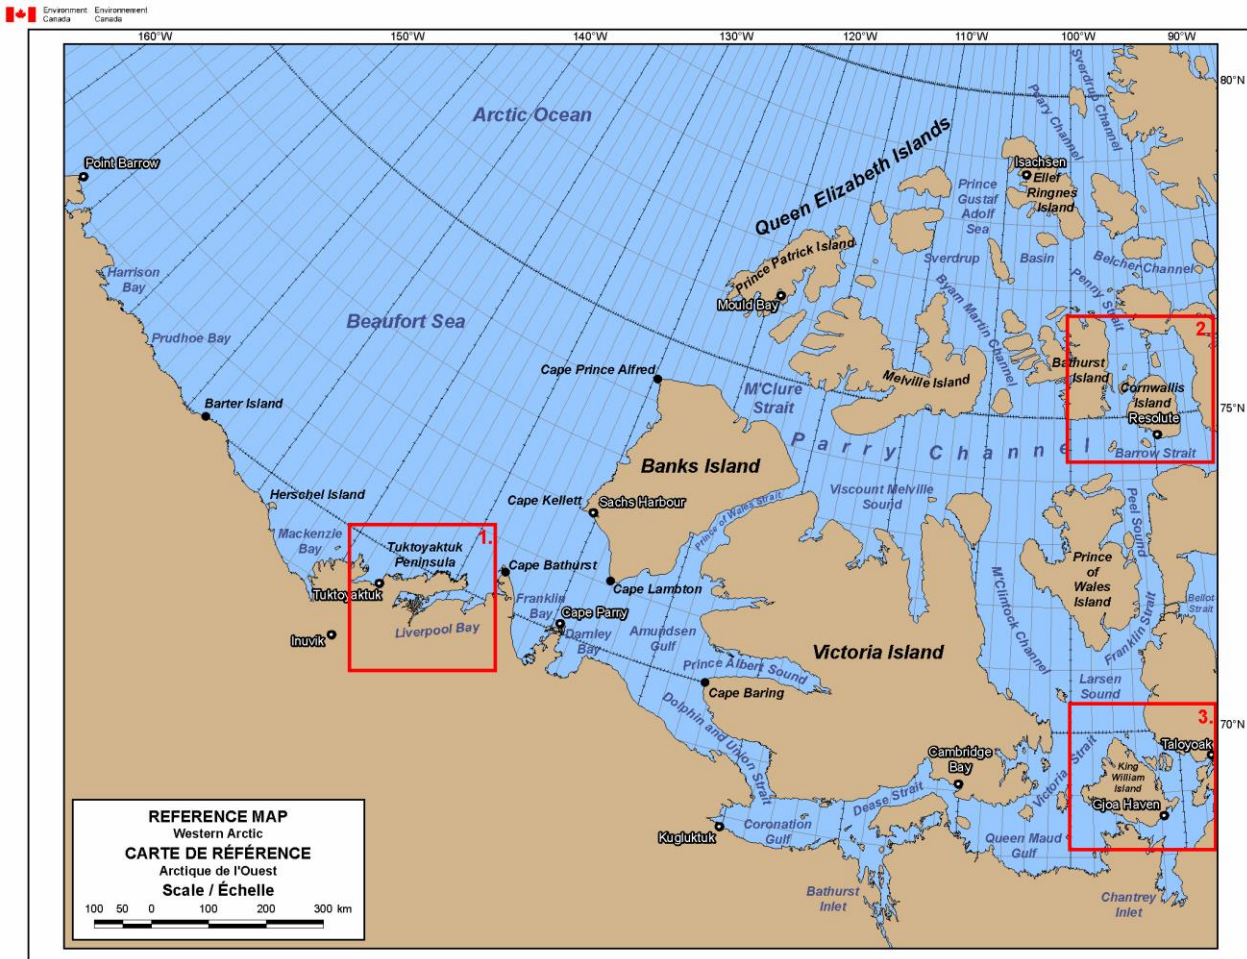 Environment Environnement
Canada Canada
160°W 150°W 140°W 130°W 120°W 110°W 100°W 90°W
80°N
75°N
70°N
Arctic Ocean
Sverdrup Channel
Peary Channel
Point Barrow
Queen Elizabeth Islands
Isachsen
Ellef
Ringnes
Island
Prince
Gustaf
Adolf
Sea
Harrison
Bay
Prince Patrick Island
Sverdrup Basin
Belcher Channel
Mould Bay
Byam Martin Channel
Penny Strait
Beaufort Sea
Prudhoe Bay
2.
Cape Prince Alfred
M'Clure
Strait
Melville Island
Bathurst
Island
Cornwallis
Island
Resolute
Barter Island
Parry Channel
Barrow Strait
Banks Island
Herschel Island
Cape Kellett
Sachs Harbour
Prince of Wales Strait
Viscount Melville
Sound
Peel Sound
Mackenzie
Bay
1.
Tuktoyaktuk
Peninsula
Cape Bathurst
Prince
of
Wales
Island
Tuktoyaktuk
Cape Lambton
Franklin
Bay
Cape Parry
M'Clintock Channel
Bellot
Strait
Inuvik
Liverpool Bay
Darnley
Bay
Amundsen
Gulf
Franklin Strait
Victoria Island
Prince Albert Sound
Larsen
Sound
Cape Baring
Dolphin and Union Strait
3.
Taloyoak
Cambridge
Bay
Victoria Strait
King
William
Island
Gjoa Haven
Dease Strait
Kugluktuk
Coronation
Gulf
Queen Maud
Gulf
Bathurst
Inlet
Chantrey
Inlet
REFERENCE MAP
Western Arctic
CARTE DE RÉFÉRENCE
Arctique de l'Ouest
Scale / Échelle
100 50 0 100 200 300 km